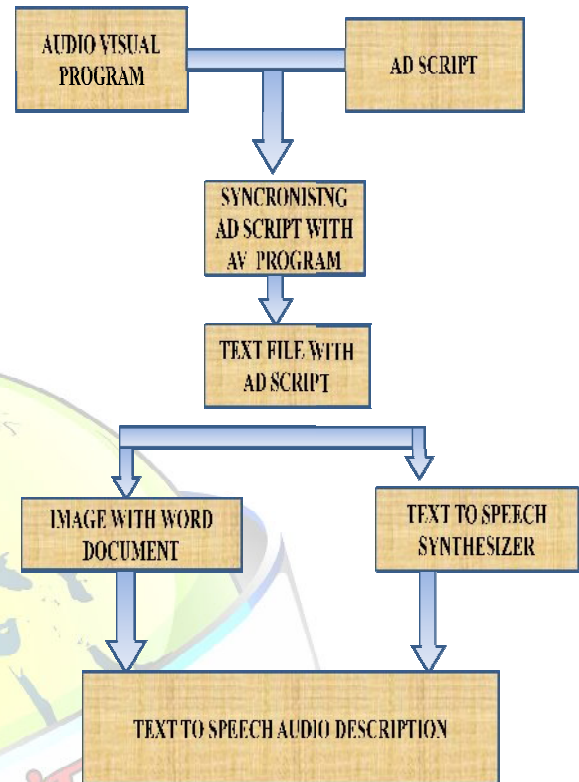 AUDIO VISUAL
PROGRAM
AD SCRIPT
SYNCRONISING
AD SCRIPT WITH
AV PROGRAM
TEXT FILE WITH
AD SCRIPT
IMAGE WITH WORD
DOCUMENT
TEXT TO SPEECH
SYNTHESIZER
TEXT TO SPEECH AUDIO DESCRIPTION